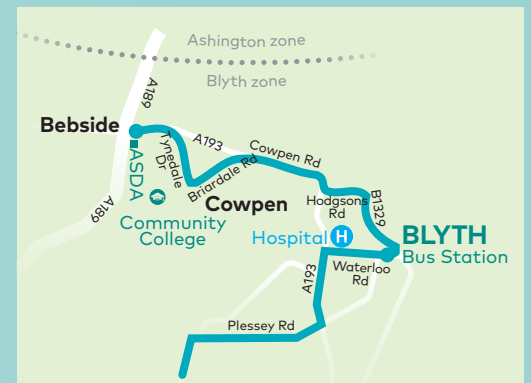 Ashington zone
Blyth zone
A189
Bebside
A193
Cowpen Rd
Tynedale
Dr
Briardale Rd
ASDA
Cowpen
Hodgsons
Rd
B1329
A189
Community
College
Hospital
H
BLYTH
Bus Station
Waterloo
Rd
A193
Plessey Rd